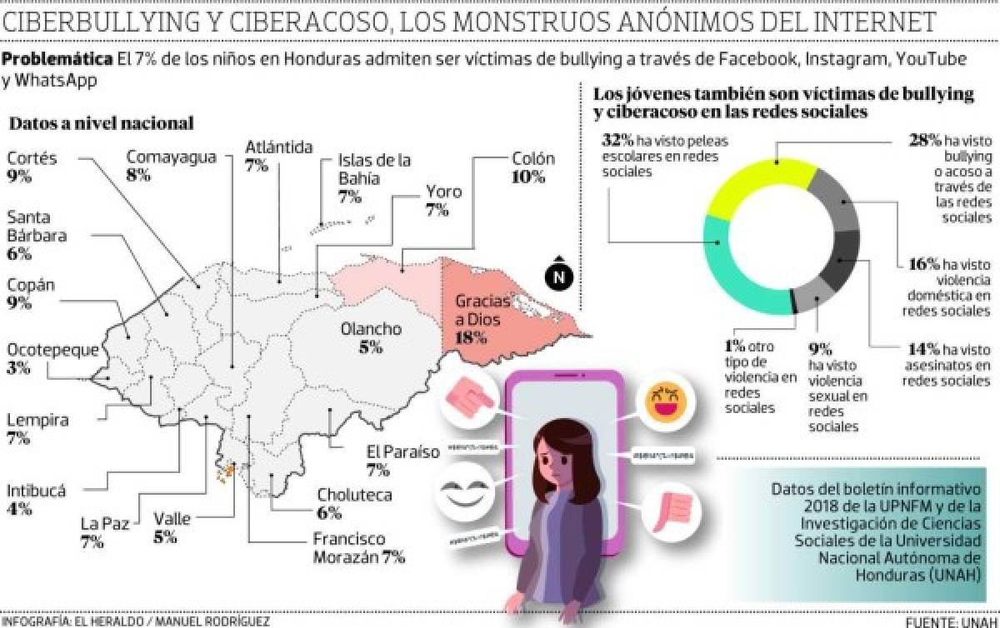 CIBERBULLYING Y CIBERACOSO, LOS MONSTRUOS ANÓNIMOS DEL INTERNET
Problemática El 7% de los niños en Honduras admiten ser víctimas de bullying a través de Facebook, Instagram, YouTube
y WhatsApp
Datos a nivel nacional
Cortés
9%
Comayagua
8%
Atlántida
7%
Islas de la
Bahía
7%
Yoro
7%
Colón
10%
Santa
Bárbara
6%
Copán
9%
Ocotepeque
3%
Lempira
7%
Intibucá
4%
La Paz
7%
Valle
5%
Francisco
Morazán 7%
Choluteca
6%
El Paraíso
7%
Olancho
5%
Gracias
a Dios
18%
N
Los jóvenes también son víctimas de bullying
y ciberacoso en las redes sociales
32% ha visto peleas
escolares en redes
sociales
28% ha visto
bullying
o acoso a
través de
las redes
sociales
16% ha visto
violencia
doméstica en
redes sociales
14% ha visto
asesinatos en
redes sociales
9%
ha visto
violencia
sexual en
redes
sociales
1% otro
tipo de
violencia en
redes
sociales
Datos del boletín informativo
2018 de la UPNFM y de la
Investigación de Ciencias
Sociales de la Universidad
Nacional Autónoma de
Honduras (UNAH)
INFOGRAFÍA: EL HERALDO / MANUEL RODRÍGUEZ
FUENTE: UNAH